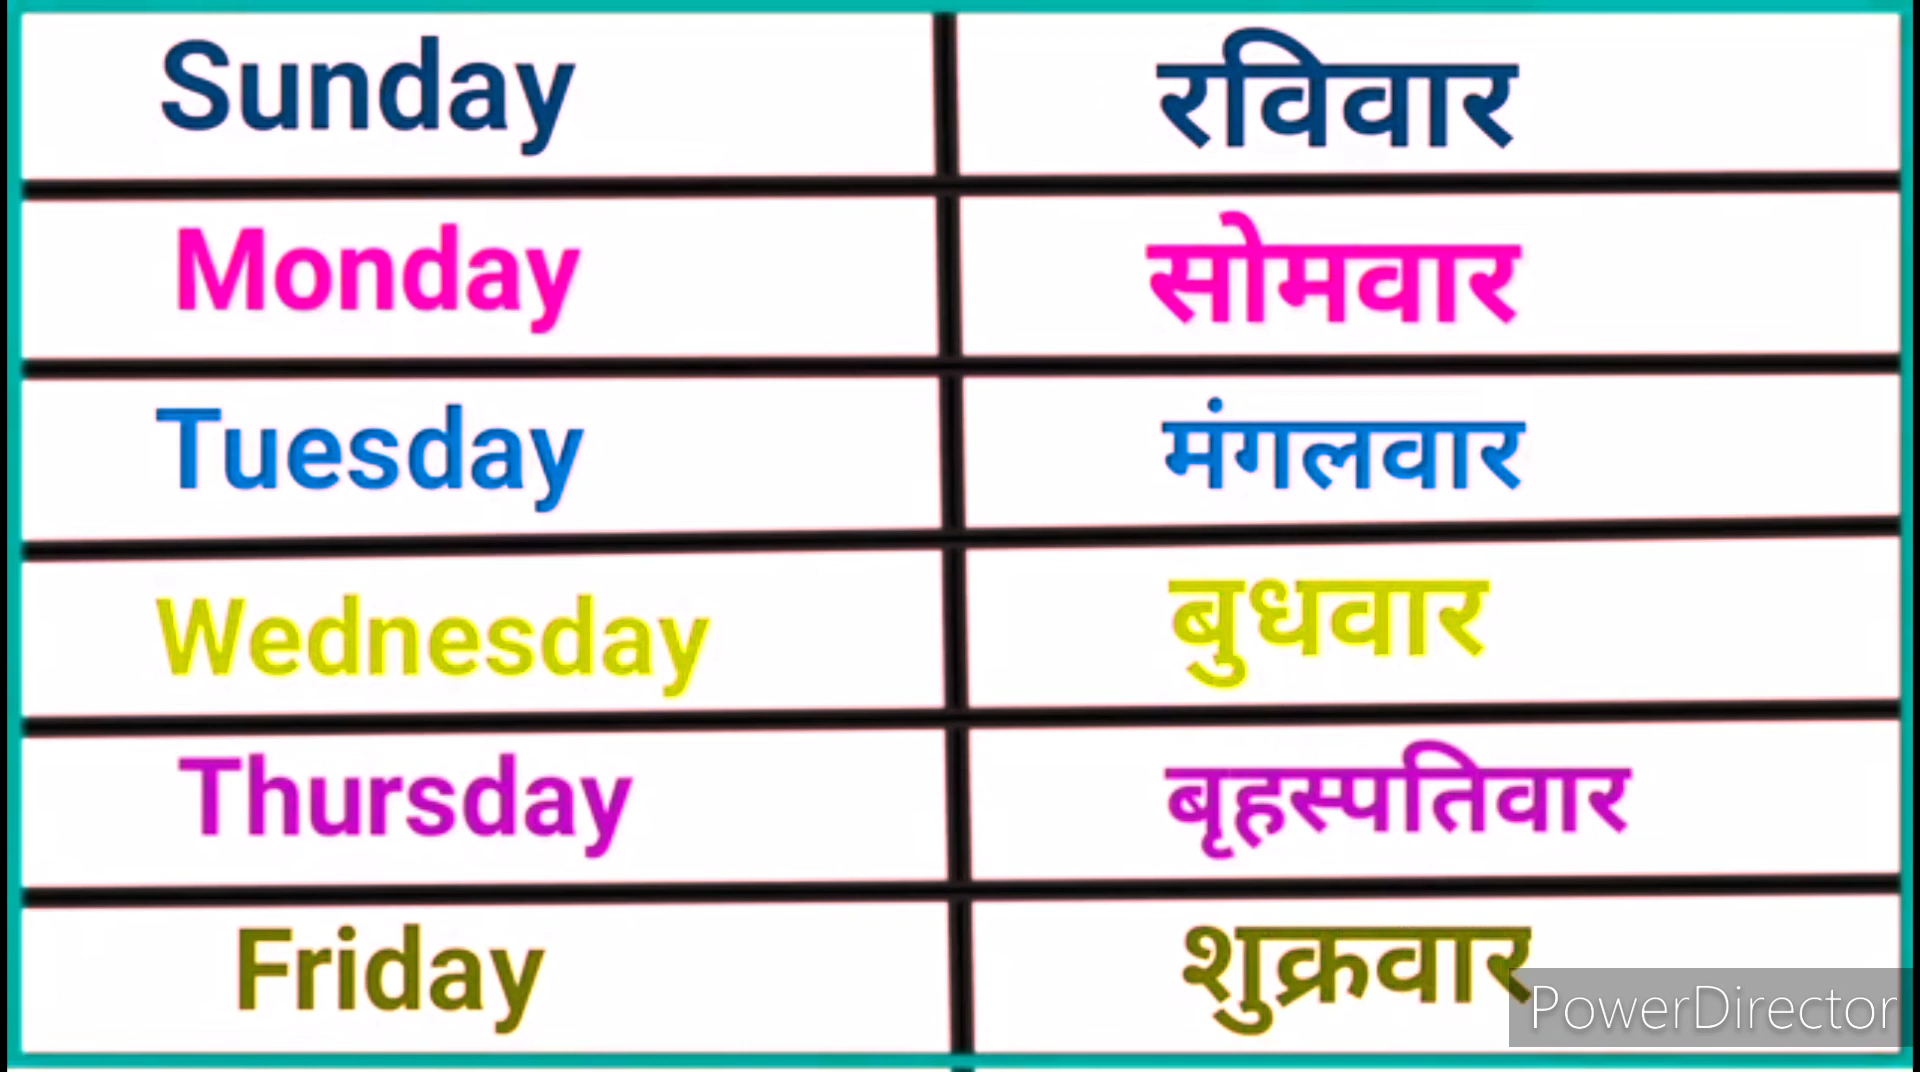 Sunday रविवार
Monday सोमवार
Tuesday मंगलवार
Wednesday बुधवार
Thursday बृहस्पतिवार
Friday शुक्रवार
PowerDirector